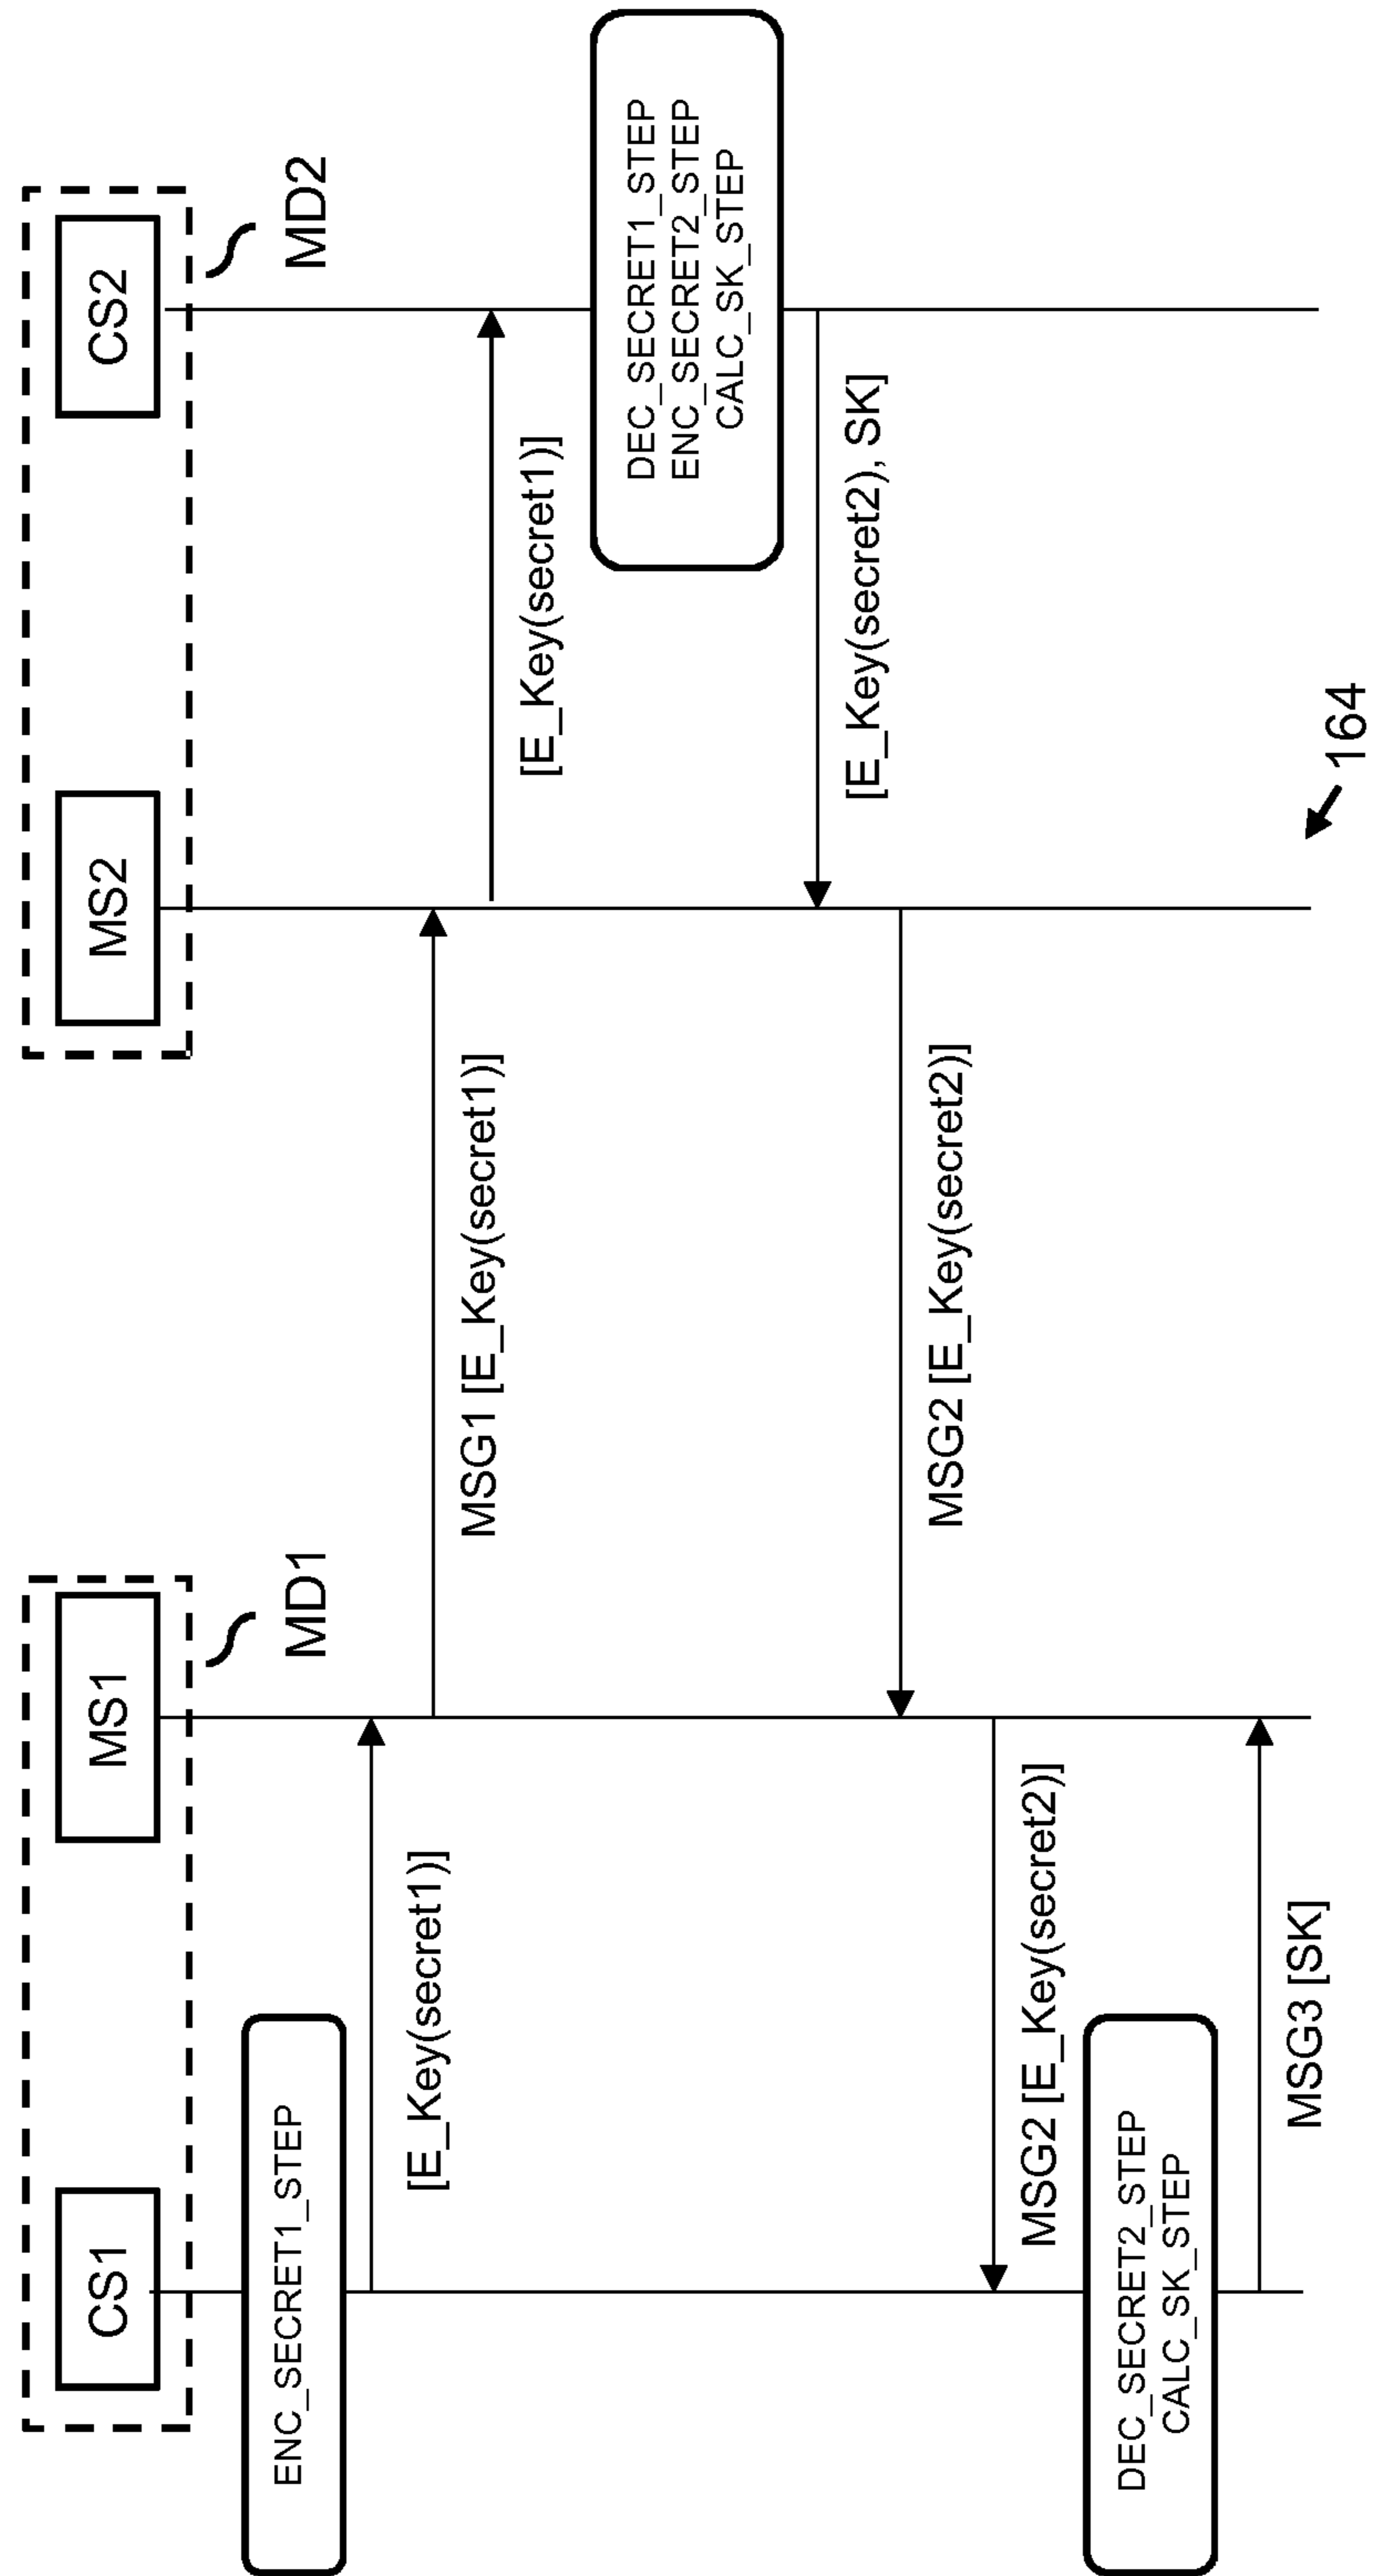 CS1
MS1
MS2
CS2
MD1
MD2
ENC_SECRET1_STEP
[E_Key(secret1)]
MSG1 [E_Key(secret1)]
[E_Key(secret1)]
DEC_SECRET1_STEP
ENC_SECRET2_STEP
CALC_SK_STEP
[E_Key(secret2), SK]
MSG2 [E_Key(secret2)]
MSG2 [E_Key(secret2)]
DEC_SECRET2_STEP
CALC_SK_STEP
MSG3 [SK]
164